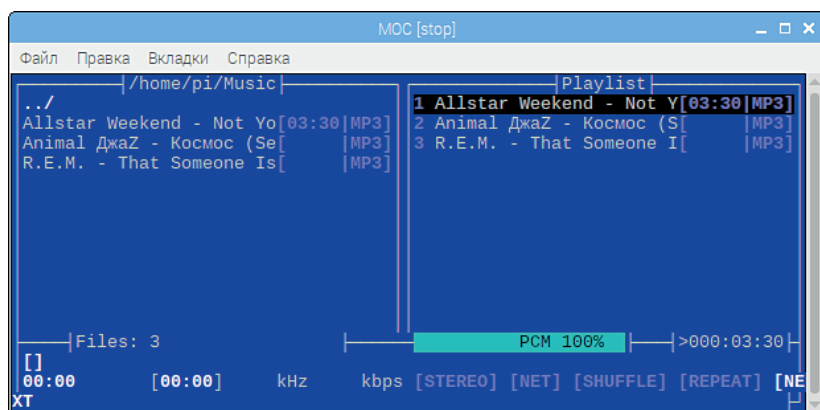 MOC [stop]
Файл Правка Вкладки Справка
/home/pi/Music
../
Allstar Weekend - Not Yo[03:30|MP3]
Animal ДжаZ - Космос (Se[ |MP3]
R.E.M. - That Someone Is[ |MP3]
Playlist
1 Allstar Weekend - Not Y[03:30|MP3]
2 Animal ДжаZ - Космос (S[ |MP3]
3 R.E.M. - That Someone I[ |MP3]
Files: 3
PCM 100%
>000:03:30
[]
00:00 [00:00] kHz kbps [STEREO] [NET] [SHUFFLE] [REPEAT] [NE
XT